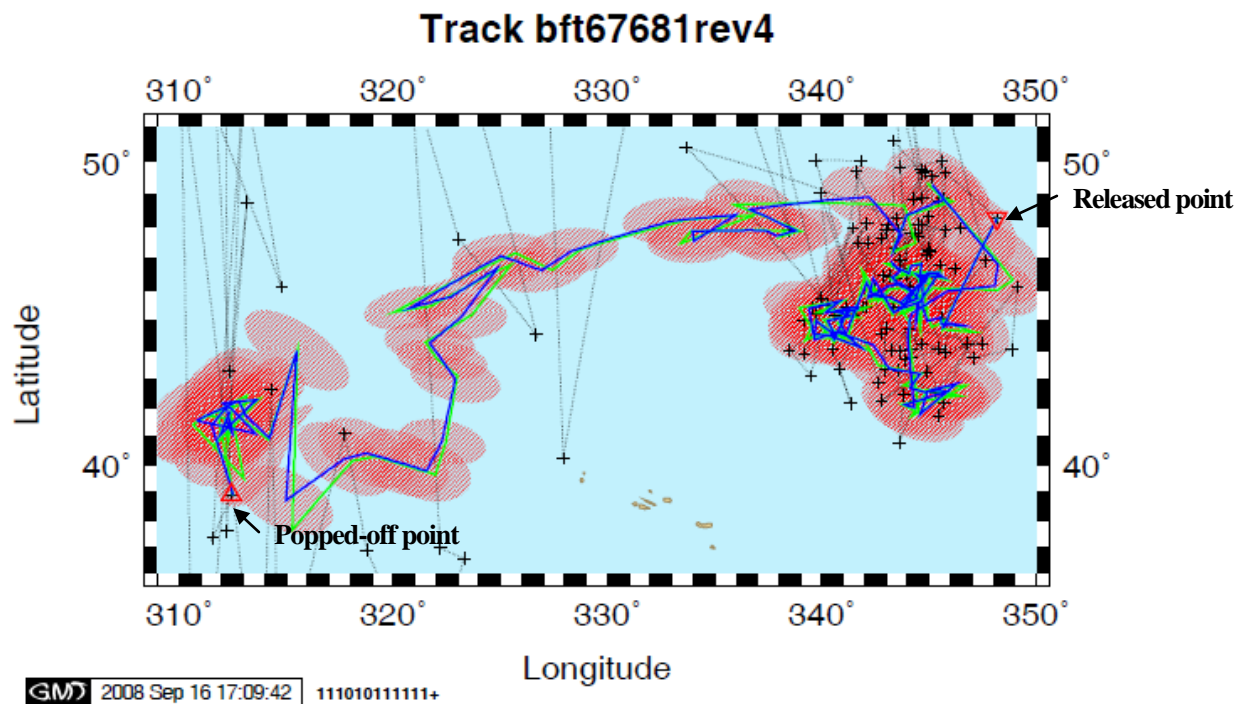 Track bft67681rev4
310° 320° 330° 340° 350°
50° 50°
Released point
Latitude
40° 40°
Popped-off point
310° 320° 330° 340° 350°
Longitude
GMT 2008 Sep 16 17:09:42 111010111111+